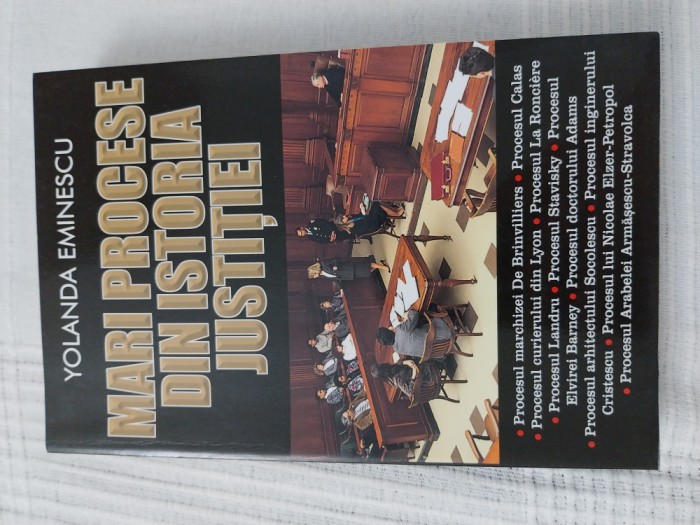 YOLANDA EMINESCU
MARI PROCESE
DIN ISTORIA
JUSTIȚIEI
• Procesul marchizei De Brinvilliers • Procesul Calas
• Procesul curierului din Lyon • Procesul La Roncière
• Procesul Landru • Procesul Stavisky • Procesul
Elvirei Barney • Procesul doctorului Adams
• Procesul arhitectului Socolescu • Procesul inginerului
Cristescu • Procesul lui Nicolae Elzer-Petropol
• Procesul Arabelei Armășescu-Stravolca